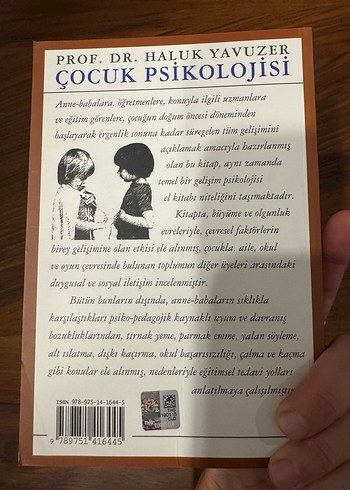 PROF. DR. HALUK YAVUZER
ÇOCUK PSİKOLOJİSİ
Anne-babalara, öğretmenlere, konuyla ilgili uzmanlara
ve eğitim görenlere, çocuğun doğum öncesi döneminden
başlayarak ergenlik sonuna kadar süregelen tüm gelişimini
açıklamak amacıyla hazırlanmış
olan bu kitap, aynı zamanda
temel bir gelişim psikolojisi
el kitabı niteliğini taşımaktadır.
Kitapta, büyüme ve olgunluk
evreleriyle, çevresel faktörlerin
birey gelişimine olan etkisi ele alınmış, çocukla, aile, okul
ve oyun çevresinde bulunan toplumun diğer üyeleri arasındaki
duygusal ve sosyal iletişim incelenmiştir.
Bütün bunların dışında, anne-babaların sıklıkla
karşılaştıkları psiko-pedagojik kaynaklı uyum ve davranış
bozukluklarından, tırnak yeme, parmak emme, yalan söyleme,
alt ıslatma, dışkı kaçırma, okul başarısızlığı, çalma ve kaçma
gibi konular ele alınmış, nedenleriyle eğitimsel tedavi yolları
anlatılmaya çalışılmıştır.
ISBN 978-975-14-1644-5
9 789751 416445